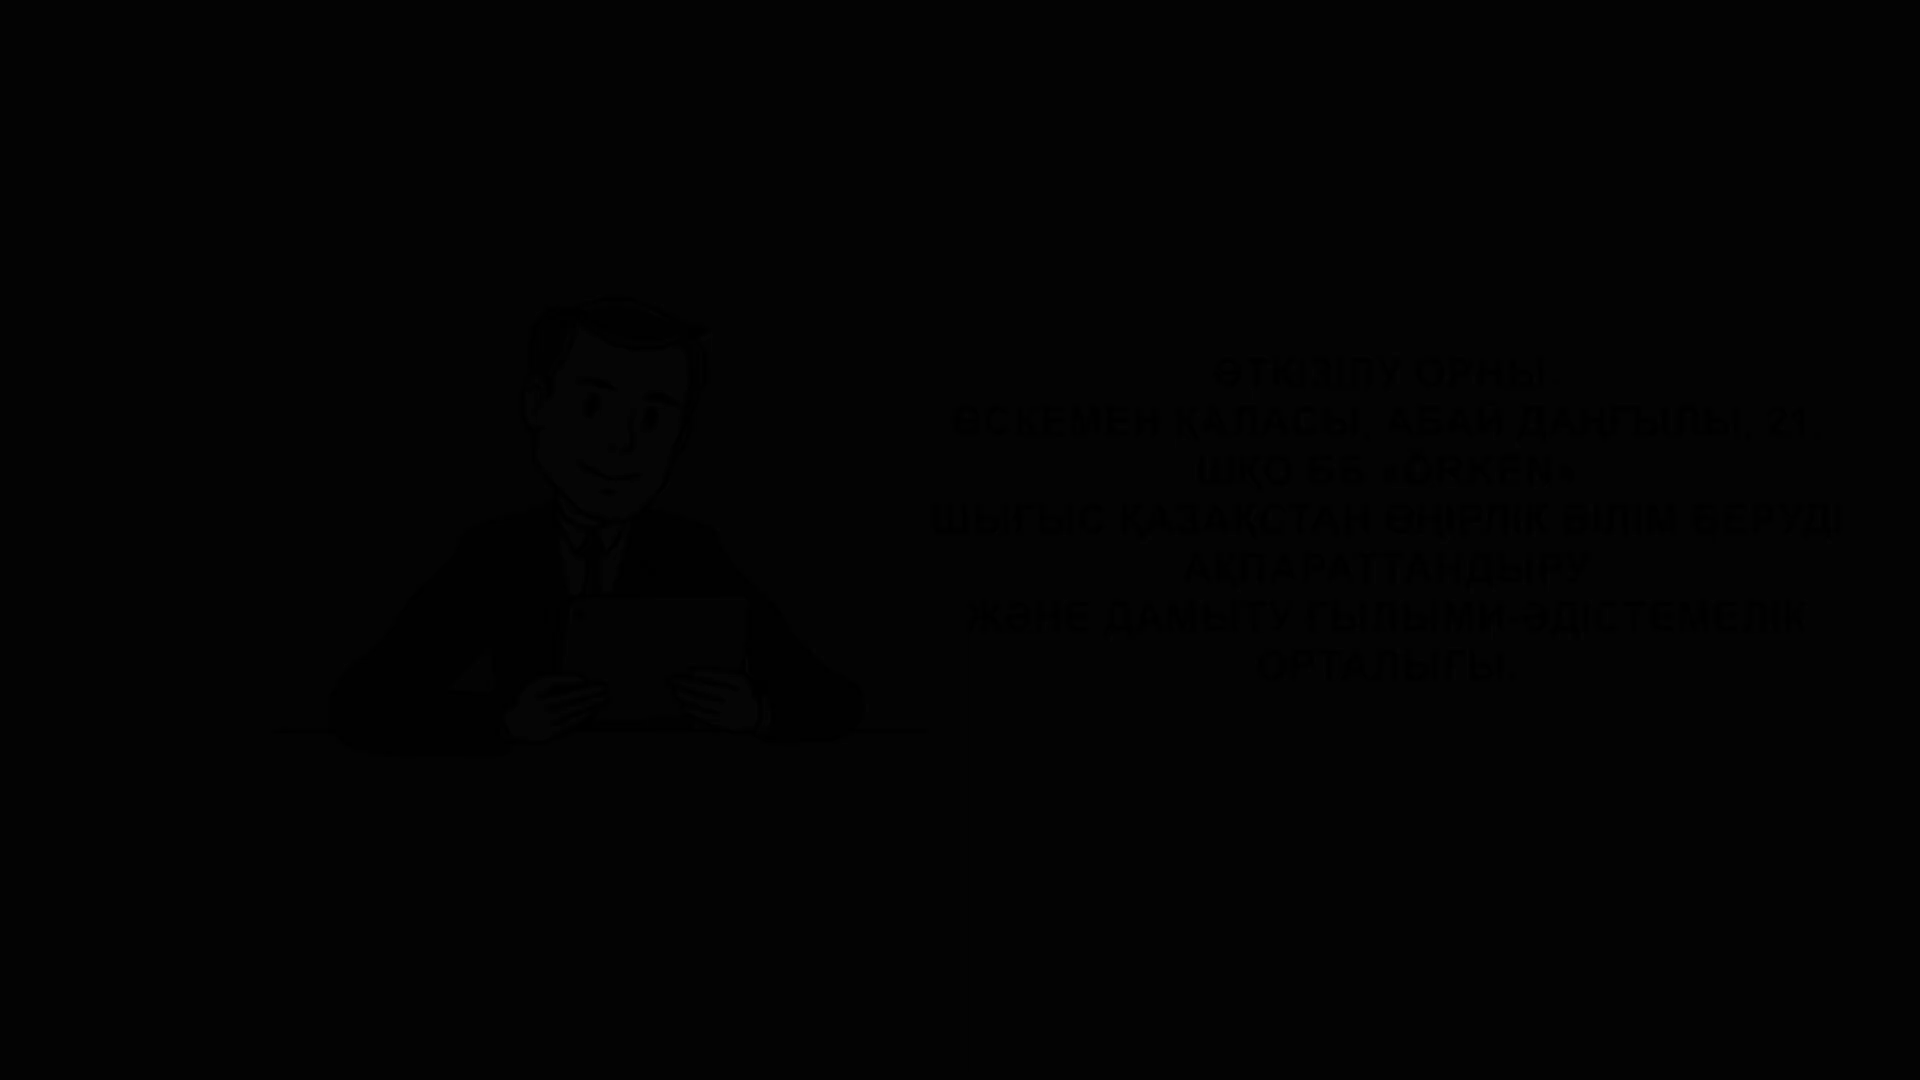 ӨТКІЗІЛУ ОРНЫ:
ӨСКЕМЕН ҚАЛАСЫ, АБАЙ ДАҢҒЫЛЫ, 21,
ШҚО ББ «ÖRKEN»
ШЫҒЫС ҚАЗАҚСТАН ӨҢІРЛІК БІЛІМ БЕРУДІ
АҚПАРАТТАНДЫРУ
ЖӘНЕ ДАМЫТУ ҒЫЛЫМИ-ӘДІСТЕМЕЛІК
ОРТАЛЫҒЫ.